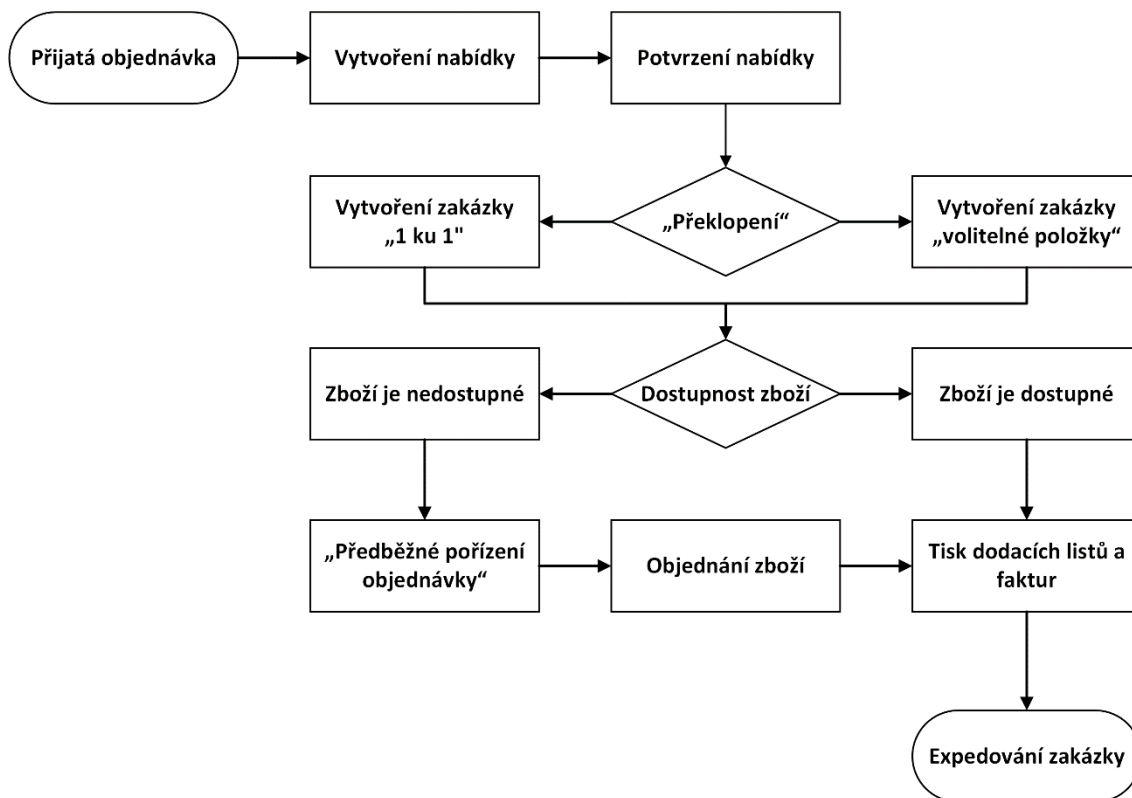 Přijatá objednávka
Vytvoření nabídky
Potvrzení nabídky
Vytvoření zakázky
„1 ku 1"
„Překlopení“
Vytvoření zakázky
„volitelné položky“
Zboží je nedostupné
Dostupnost zboží
Zboží je dostupné
„Předběžné pořízení
objednávky“
Objednání zboží
Tisk dodacích listů a
faktur
Expedování zakázky